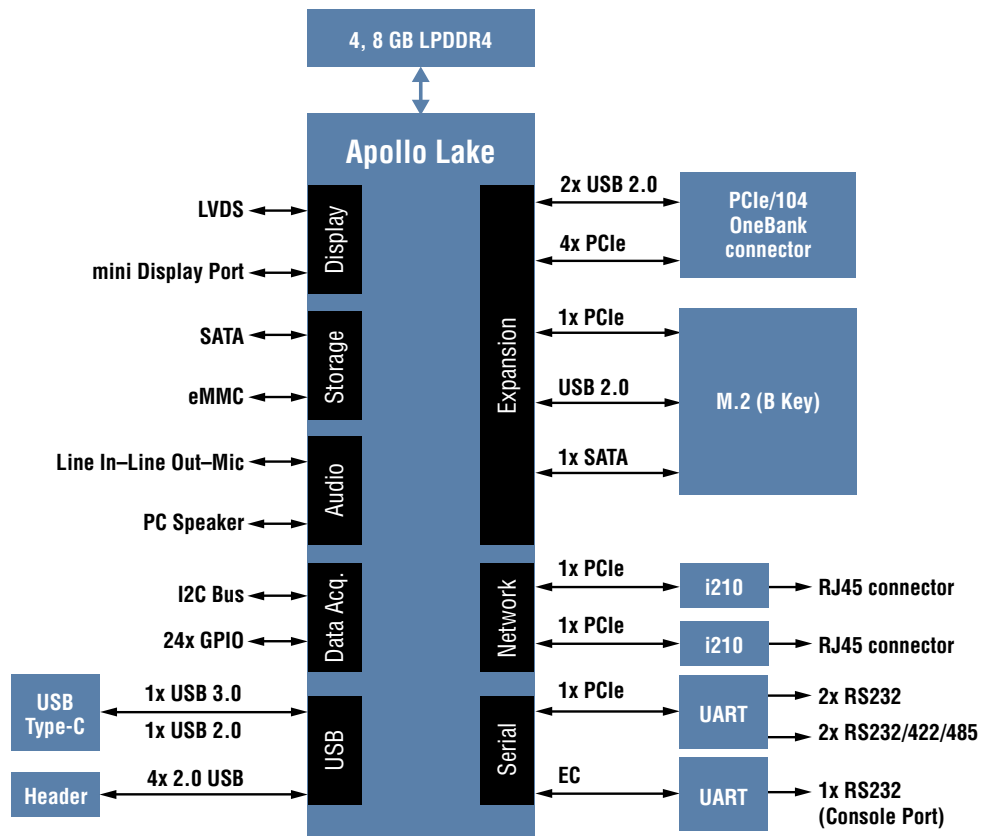 4, 8 GB LPDDR4
Apollo Lake
LVDS
mini Display Port
Display
SATA
eMMC
Storage
Line In–Line Out–Mic
PC Speaker
Audio
I2C Bus
24x GPIO
Data Acq.
USB
Type-C
1x USB 3.0
1x USB 2.0
Header
4x 2.0 USB
USB
Expansion
2x USB 2.0
4x PCIe
PCIe/104
OneBank
connector
1x PCIe
USB 2.0
1x SATA
M.2 (B Key)
Network
1x PCIe
i210
RJ45 connector
1x PCIe
i210
RJ45 connector
Serial
1x PCIe
UART
2x RS232
2x RS232/422/485
EC
UART
1x RS232
(Console Port)